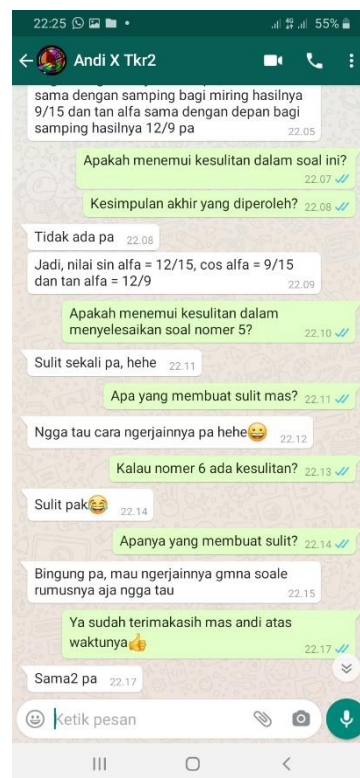 22:25
55%
Andi X Tkr2
sama dengan samping bagi miring hasilnya
9/15 dan tan alfa sama dengan depan bagi
samping hasilnya 12/9 pa 22.05
Apakah menemui kesulitan dalam soal ini?
22.07
Kesimpulan akhir yang diperoleh? 22.08
Tidak ada pa 22.08
Jadi, nilai sin alfa = 12/15, cos alfa = 9/15
dan tan alfa = 12/9 22.09
Apakah menemui kesulitan dalam
menyelesaikan soal nomer 5? 22.10
Sulit sekali pa, hehe 22.11
Apa yang membuat sulit mas? 22.11
Ngga tau cara ngerjainnya pa hehe😀 22.12
Kalau nomer 6 ada kesulitan? 22.13
Sulit pak😂 22.14
Apanya yang membuat sulit? 22.14
Bingung pa, mau ngerjainnya gmna soale
rumusnya aja ngga tau 22.15
Ya sudah terimakasih mas andi atas
waktunya👍 22.17
Sama2 pa 22.17
Ketik pesan